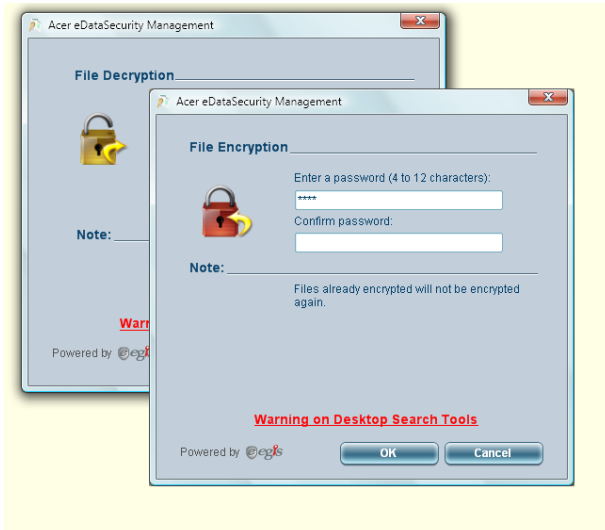 Acer eDataSecurity Management
File Decryption
Note:
Powered by egis
Acer eDataSecurity Management
File Encryption
Enter a password (4 to 12 characters):
****
Confirm password:
Note:
Files already encrypted will not be encrypted
again.
Warning on Desktop Search Tools
Powered by egis
OK
Cancel